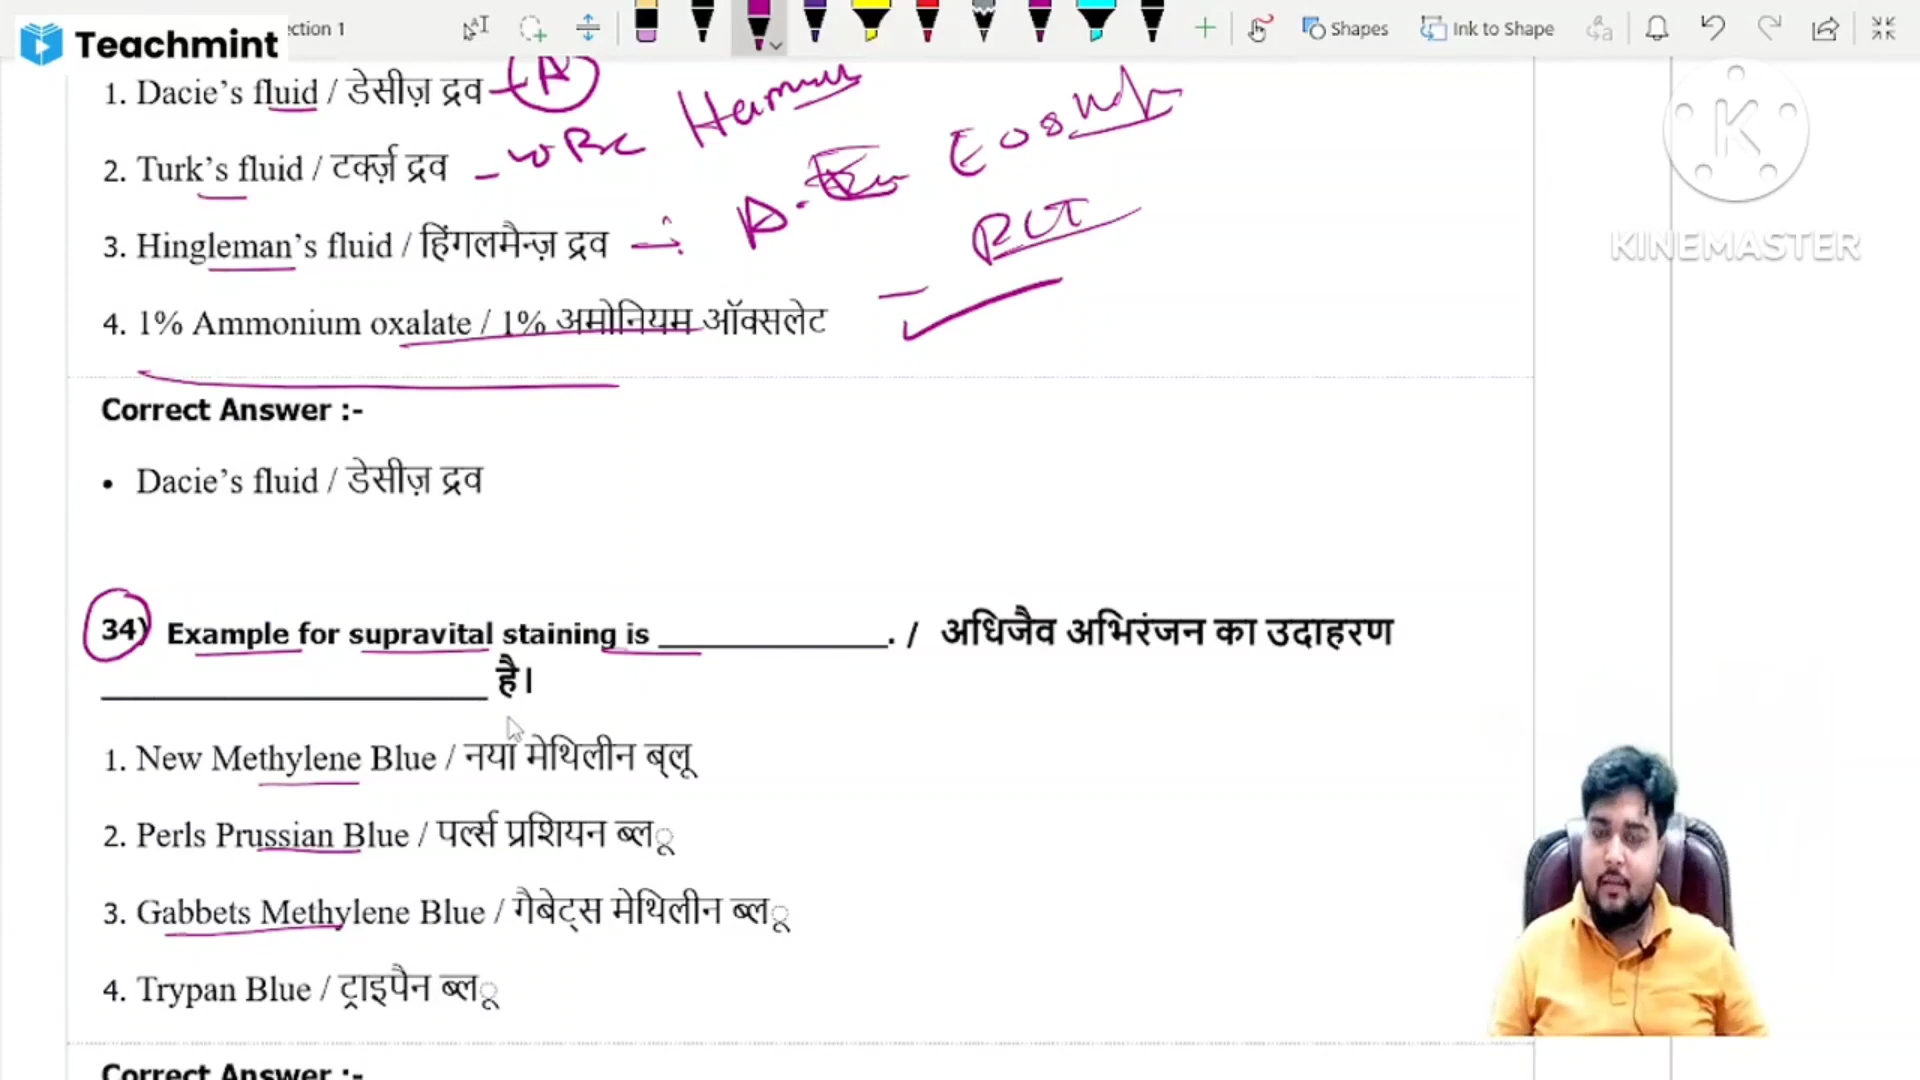 Teachmint
ection 1
Shapes
Ink to Shape
1. Dacie's fluid / डेसीज़ द्रव
A
2. Turk's fluid / टर्क्ज़ द्रव
WBC
3. Hingleman's fluid / हिंगलमैन्ज़ द्रव
4. 1% Ammonium oxalate / 1% अमोनियम ऑक्सलेट
K
KINEMASTER
Correct Answer :-
• Dacie's fluid / डेसीज़ द्रव
34) Example for supravital staining is ____________. / अधिजैव अभिरंजन का उदाहरण
____________________ है।
1. New Methylene Blue / नया मेथिलीन ब्लू
2. Perls Prussian Blue / पर्ल्स प्रशियन ब्लू
3. Gabbets Methylene Blue / गैबेट्स मेथिलीन ब्लू
4. Trypan Blue / ट्राइपैन ब्लू
Correct Answer :-